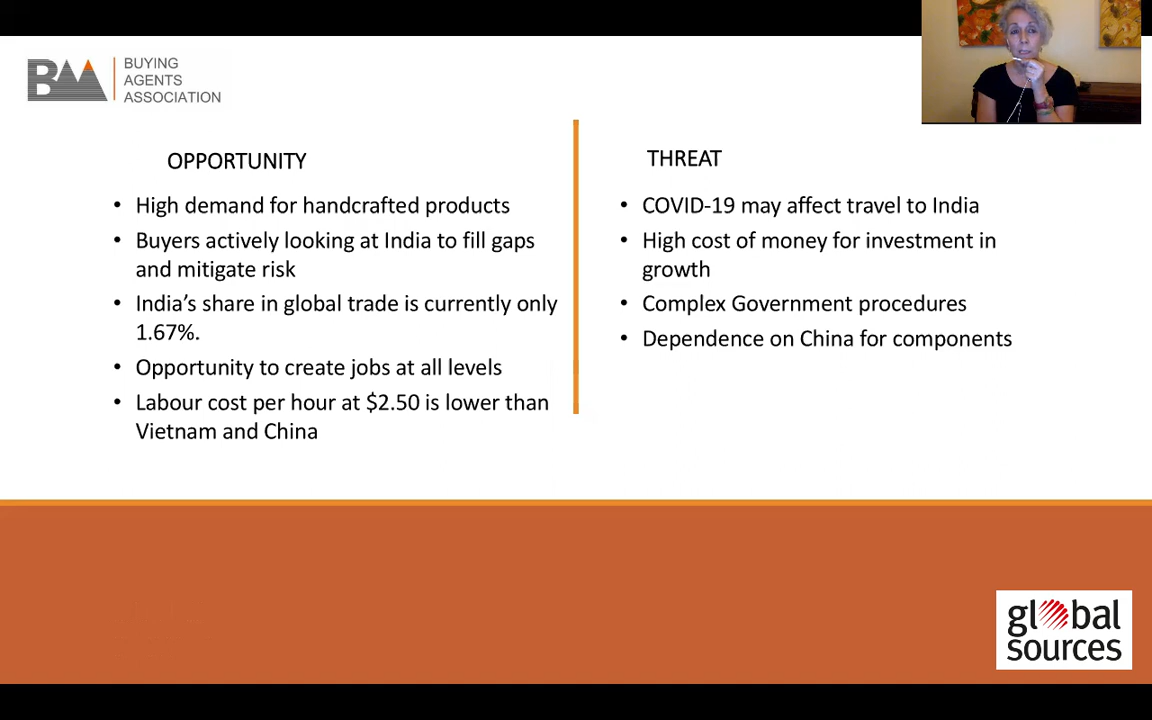 BAA
BUYING
AGENTS
ASSOCIATION
OPPORTUNITY
• High demand for handcrafted products
• Buyers actively looking at India to fill gaps
and mitigate risk
• India’s share in global trade is currently only
1.67%.
• Opportunity to create jobs at all levels
• Labour cost per hour at $2.50 is lower than
Vietnam and China
THREAT
• COVID-19 may affect travel to India
• High cost of money for investment in
growth
• Complex Government procedures
• Dependence on China for components
global
sources